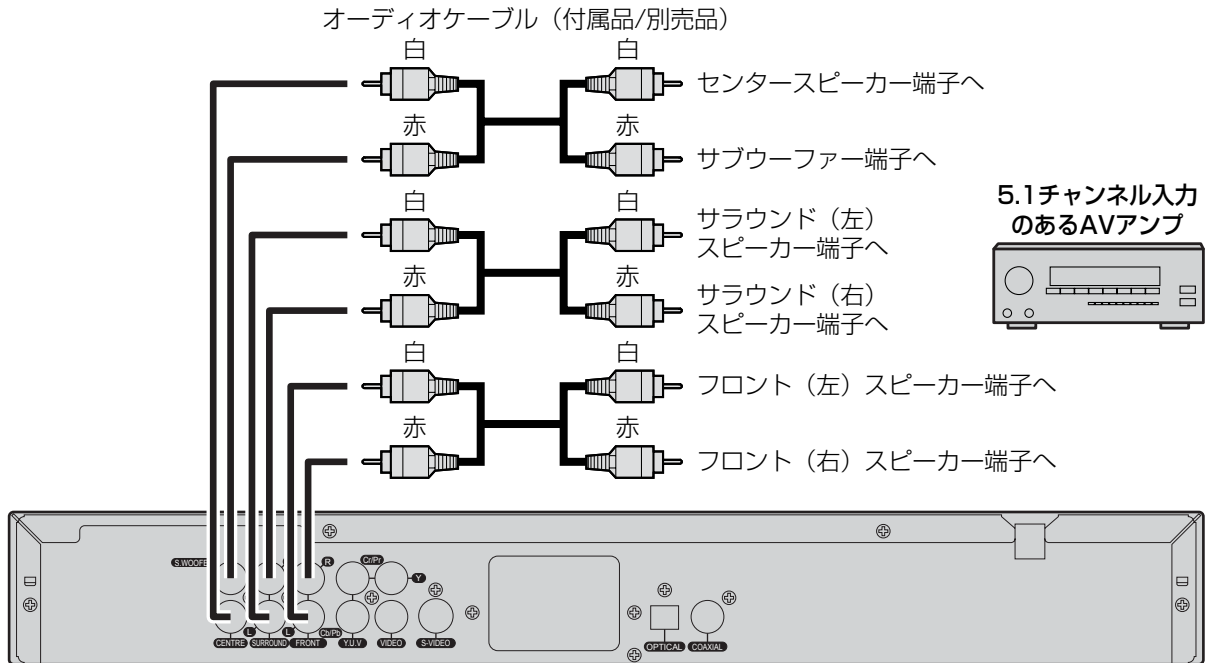 オーディオケーブル（付属品/別売品）
白 白
センタースピーカー端子へ
赤 赤
サブウーファー端子へ
白 白
サラウンド（左）
スピーカー端子へ
赤 赤
サラウンド（右）
スピーカー端子へ
白 白
フロント（左）スピーカー端子へ
赤 赤
フロント（右）スピーカー端子へ
5.1チャンネル入力
のあるAVアンプ
R Cr/Pr Y
L L Cb/Pb
CENTRE SURROUND FRONT Y.U.V VIDEO S-VIDEO OPTICAL COAXIAL